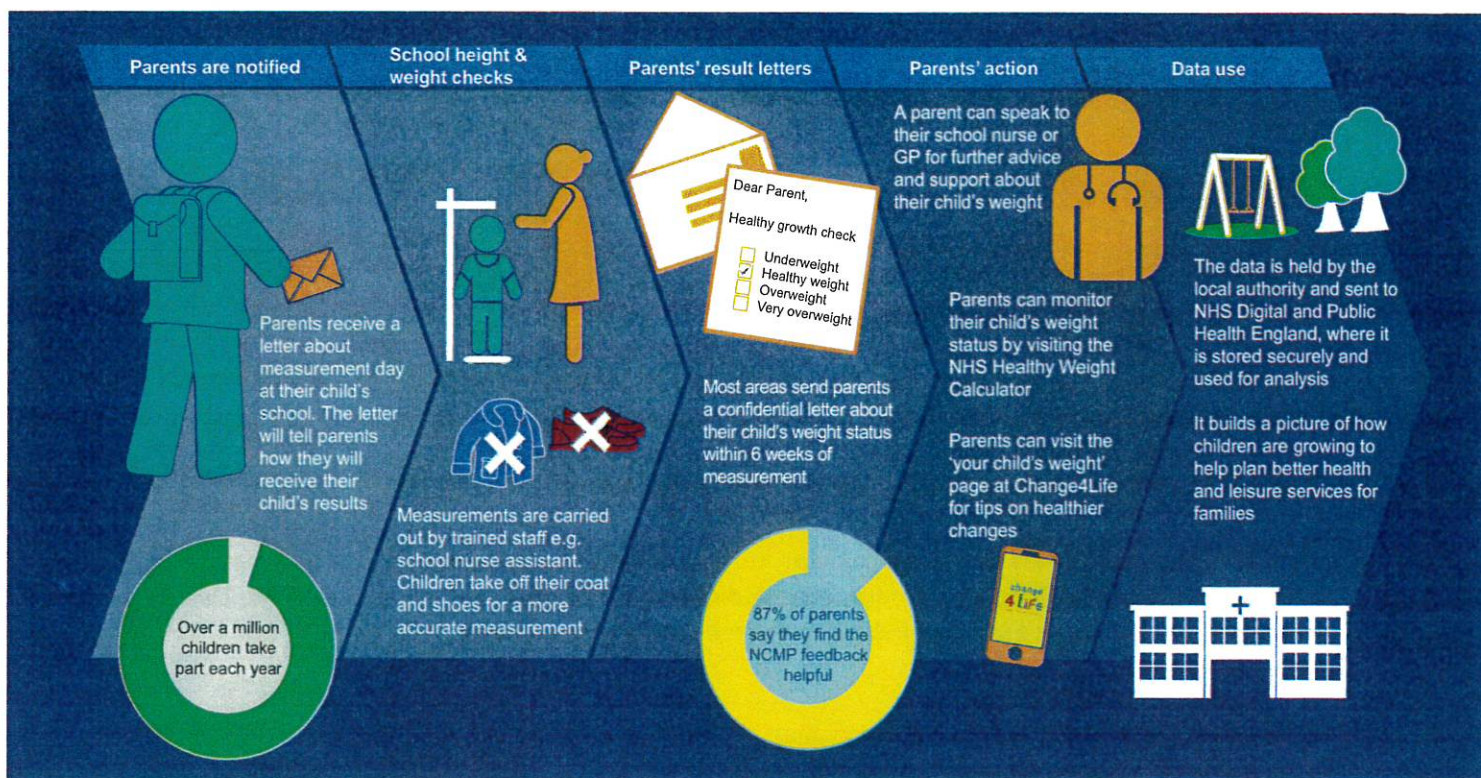 Parents are notified
Parents receive a
letter about
measurement day
at their child's
school. The letter
will tell parents
how they will
receive their
child's results
Over a million
children take
part each year
School height &
weight checks
Measurements are carried
out by trained staff e.g.
school nurse assistant.
Children take off their coat
and shoes for a more
accurate measurement
Parents' result letters
Dear Parent,
Healthy growth check
Underweight
Healthy weight
Overweight
Very overweight
Most areas send parents
a confidential letter about
their child's weight status
within 6 weeks of
measurement
87% of parents
say they find the
NCMP feedback
helpful
Parents' action
A parent can speak to
their school nurse or
GP for further advice
and support about
their child's weight
Parents can monitor
their child's weight
status by visiting the
NHS Healthy Weight
Calculator
Parents can visit the
'your child's weight'
page at Change4Life
for tips on healthier
changes
change
4 LiFe
Data use
The data is held by the
local authority and sent to
NHS Digital and Public
Health England, where it
is stored securely and
used for analysis
It builds a picture of how
children are growing to
help plan better health
and leisure services for
families